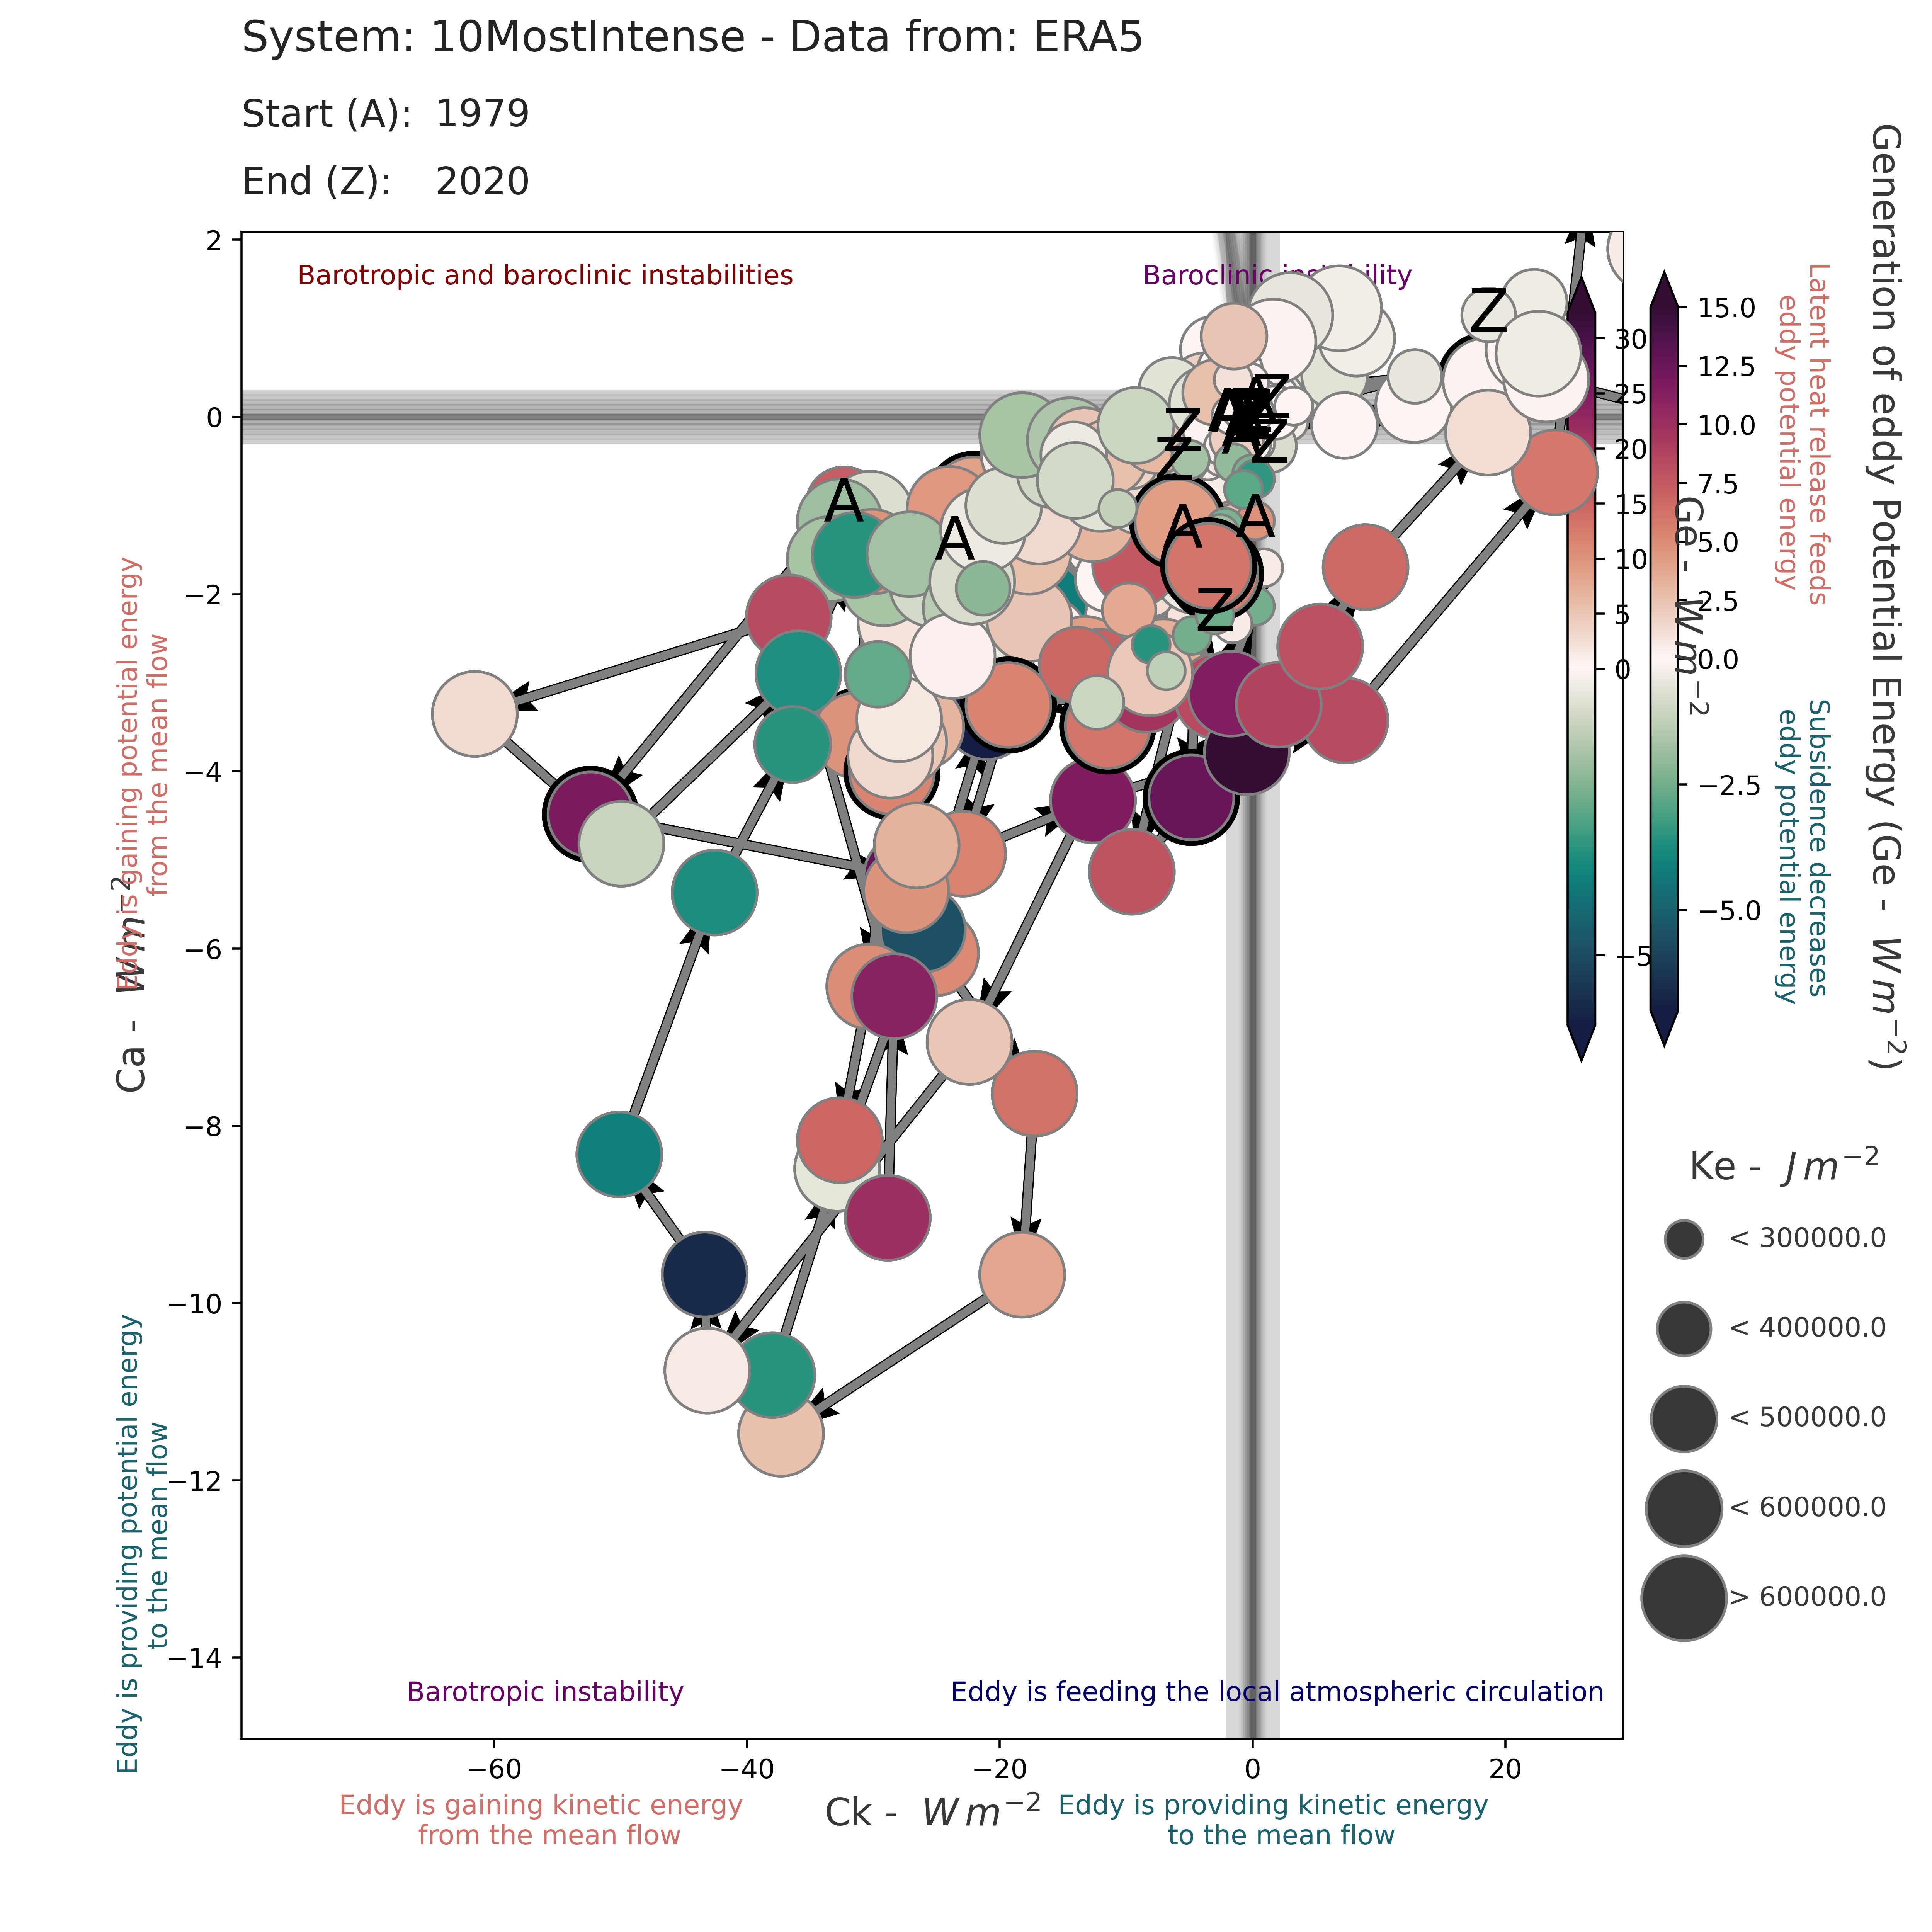 System: 10MostIntense - Data from: ERA5
Start (A): 1979
End (Z): 2020
Barotropic and baroclinic instabilities
Baroclinic instability
Barotropic instability
Eddy is feeding the local atmospheric circulation
2
0
−2
−4
−6
−8
−10
−12
−14
−60
−40
−20
0
20
Eddy is gaining potential energy
from the mean flow
Ca - W m⁻²
Eddy is providing potential energy
to the mean flow
Eddy is gaining kinetic energy
from the mean flow
Ck - W m⁻²
Eddy is providing kinetic energy
to the mean flow
A
A
A
A
Z
Z
Z
Z
Z
Z
30
25
20
15
10
5
0
−5
Ge - W m⁻²
15.0
12.5
10.0
7.5
5.0
2.5
0.0
−2.5
−5.0
Latent heat release feeds
eddy potential energy
Subsidence decreases
eddy potential energy
Generation of eddy Potential Energy (Ge - W m⁻²)
Ke - J m⁻²
< 300000.0
< 400000.0
< 500000.0
< 600000.0
> 600000.0